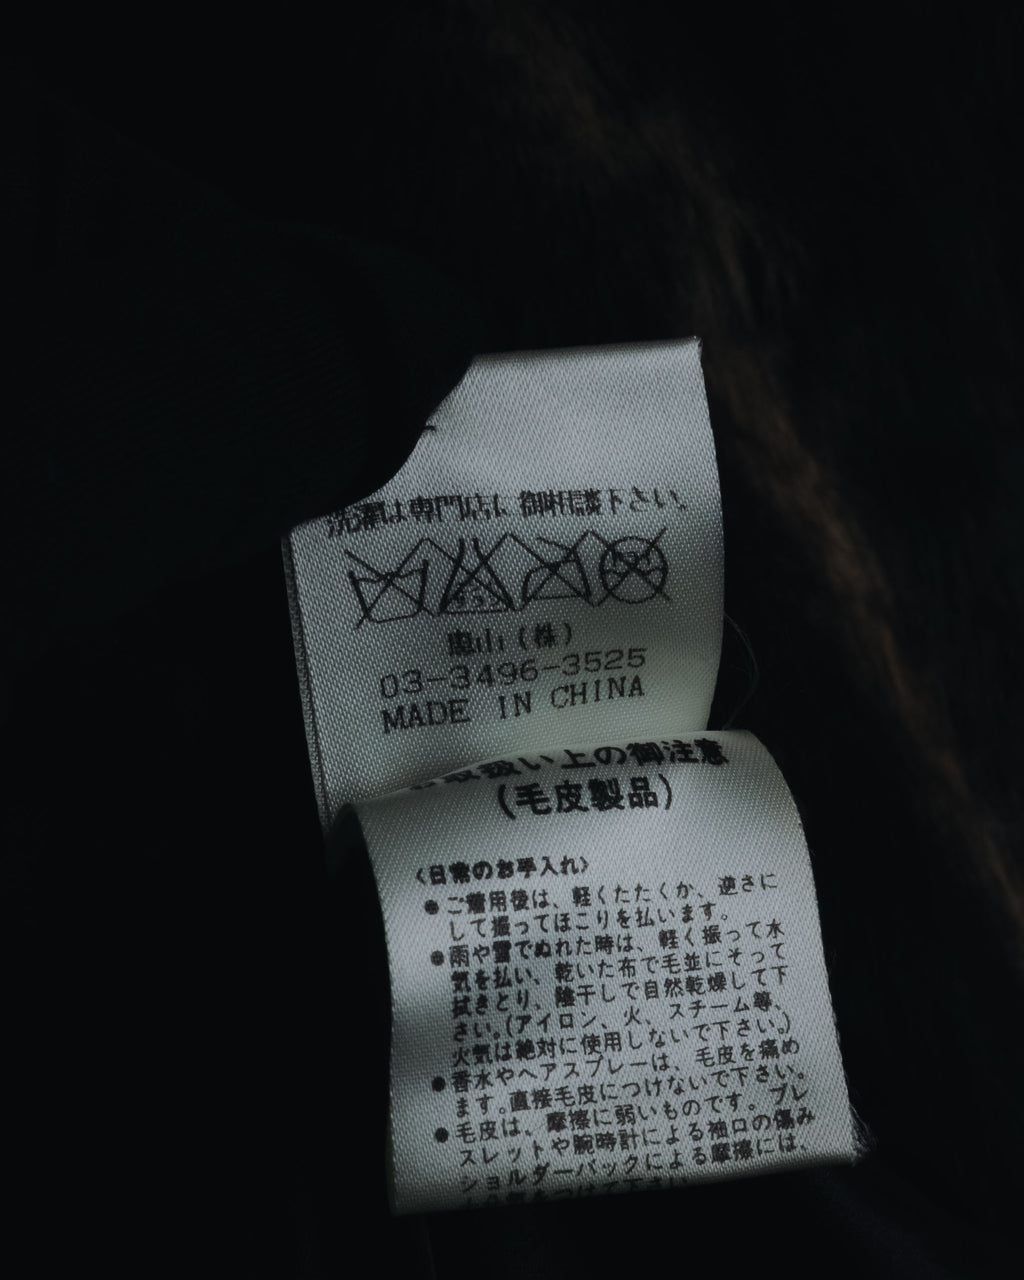 洗濯は専門店に御相談下さい。
山(株)
03-3496-3525
MADE IN CHINA
取扱い上の御注意
(毛皮製品)
〈日常のお手入れ〉
●ご着用後は、軽くたたくか、逆さに
して振ってほこりを払います。
●雨や雪でぬれた時は、軽く振って水
気を払い、乾いた布で毛並にそって
拭きとり、陰干しで自然乾燥して下
さい。(アイロン、火、スチーム等、
火気は絶対に使用しないで下さい。)
●香水やヘアスプレーは、毛皮を痛め
ます。直接毛皮につけないで下さい。
●毛皮は、摩擦に弱いものです。ブレ
スレットや腕時計による袖口の傷み
ショルダーバックによる摩擦には、
気をつけて下さい